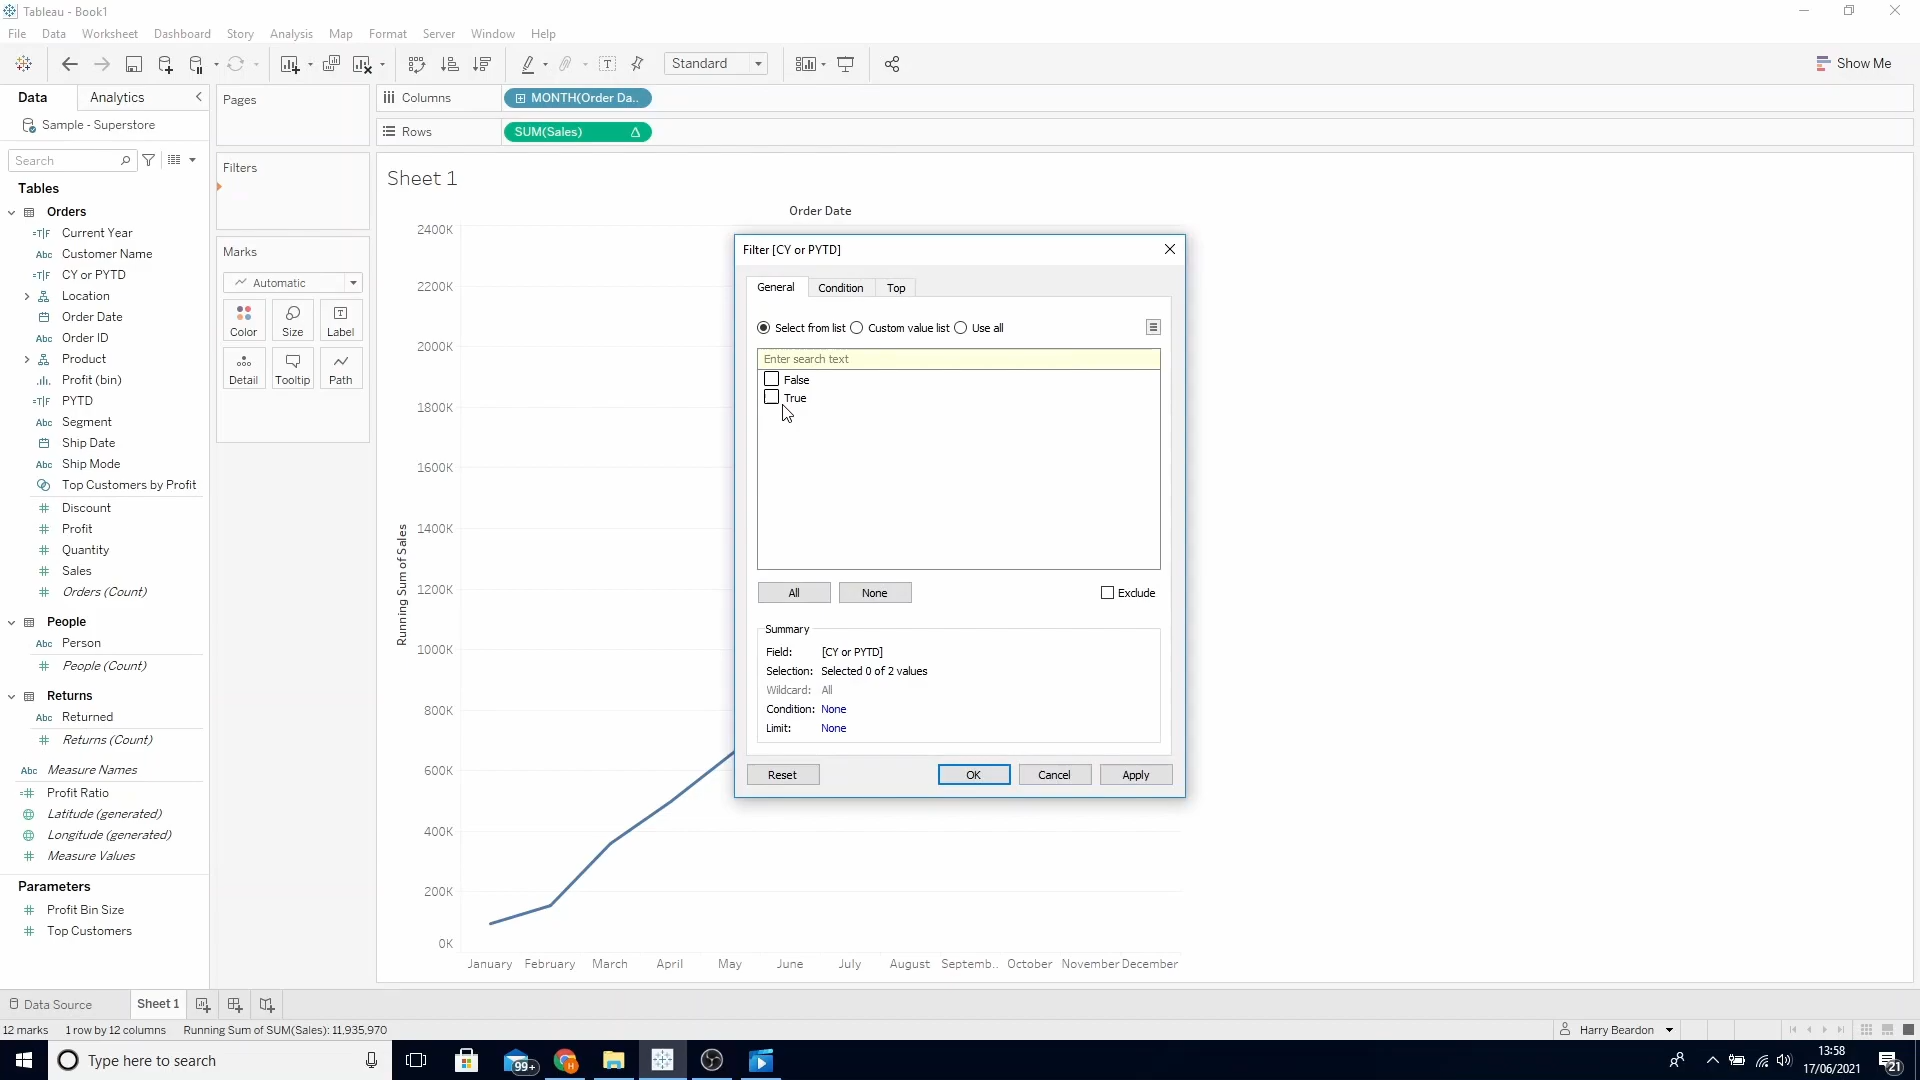 Tableau - Book1
File Data Worksheet Dashboard Story Analysis Map Format Server Window Help
Standard
Show Me
Data Analytics
Sample - Superstore
Search
Tables
Orders
=T|F Current Year
Abc Customer Name
=T|F CY or PYTD
Location
Order Date
Abc Order ID
Product
Profit (bin)
=T|F PYTD
Abc Segment
Ship Date
Abc Ship Mode
Top Customers by Profit
# Discount
# Profit
# Quantity
# Sales
# Orders (Count)
People
Abc Person
# People (Count)
Returns
Abc Returned
# Returns (Count)
Abc Measure Names
=# Profit Ratio
Latitude (generated)
Longitude (generated)
# Measure Values
Parameters
# Profit Bin Size
# Top Customers
Pages
Filters
Marks
Automatic
Color Size Label
Detail Tooltip Path
Columns MONTH(Order Da..
Rows SUM(Sales) Δ
Sheet 1
Order Date
Running Sum of Sales
2400K
2200K
2000K
1800K
1600K
1400K
1200K
1000K
800K
600K
400K
200K
0K
January February March April May June July August Septemb.. October November December
Filter [CY or PYTD]
General Condition Top
Select from list Custom value list Use all
Enter search text
False
True
All None Exclude
Summary
Field: [CY or PYTD]
Selection: Selected 0 of 2 values
Wildcard: All
Condition: None
Limit: None
Reset OK Cancel Apply
Data Source Sheet 1
12 marks 1 row by 12 columns Running Sum of SUM(Sales): 11,935,970
Harry Beardon
Type here to search
99+
13:58
17/06/2021
21